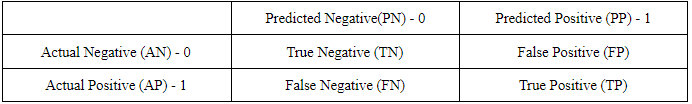 Predicted Negative(PN) - 0 Predicted Positive (PP) - 1
Actual Negative (AN) - 0 True Negative (TN) False Positive (FP)
Actual Positive (AP) - 1 False Negative (FN) True Positive (TP)